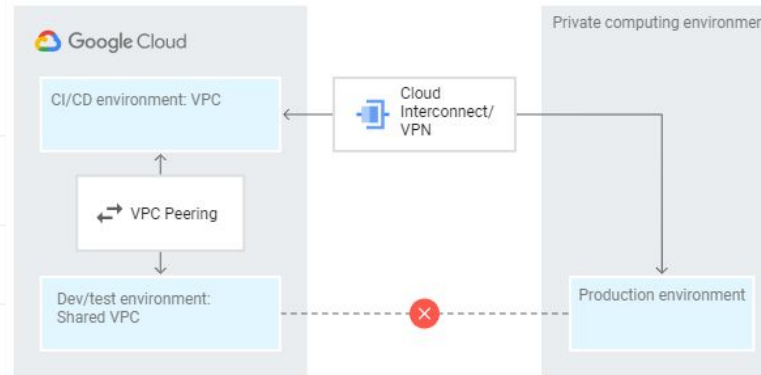 Google Cloud
Private computing environmen
CI/CD environment: VPC
Cloud
Interconnect/
VPN
VPC Peering
Dev/test environment:
Shared VPC
Production environment